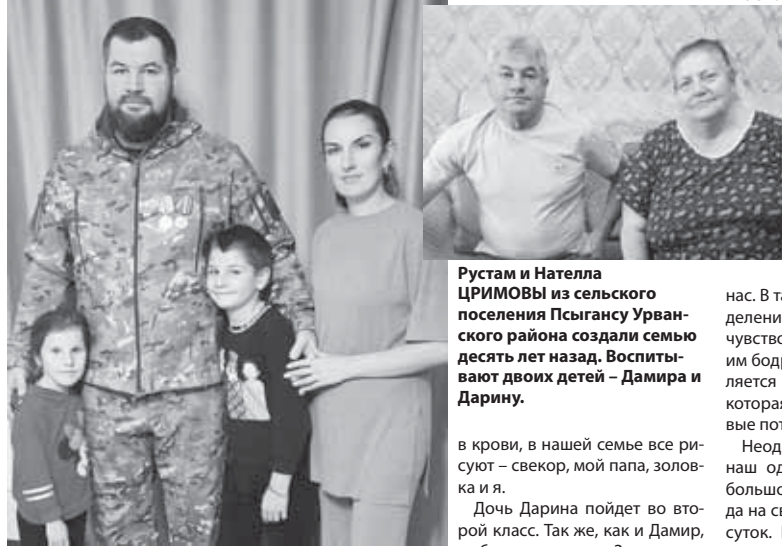 Рустам и Нателла
ЦРИМОВЫ из сельского
поселения Псыгансу Урван-
ского района создали семью
десять лет назад. Воспиты-
вают двоих детей – Дамира и
Дарину.
в крови, в нашей семье все ри-
суют – свекор, мой папа, золов-
ка и я.
Дочь Дарина пойдет во вто-
рой класс. Так же, как и Дамир,
нас. В та
делени
чувство
им бодр
ляется
которая
вые пот
Неод
наш од
большо
да на св
суток.